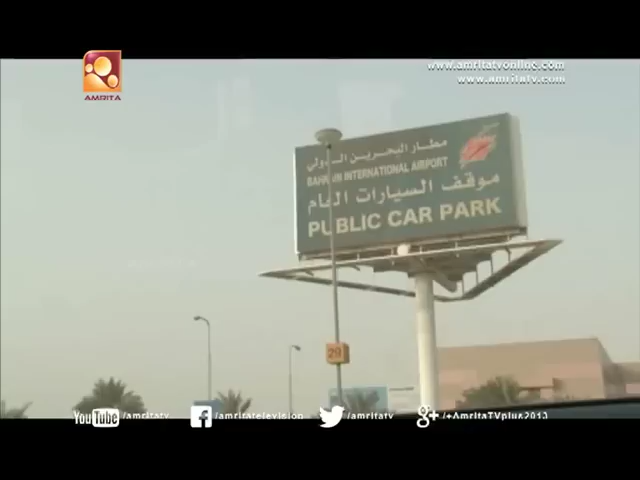 AMRITA
www.amritatvonline.com
www.amritatv.com
مطار البحرين الدولي
BAHRAIN INTERNATIONAL AIRPORT
موقف السيارات العام
PUBLIC CAR PARK
29
YouTube /amritatv
f /amritatelevision
/amritatv
g+ /+AmritaTVplus2013